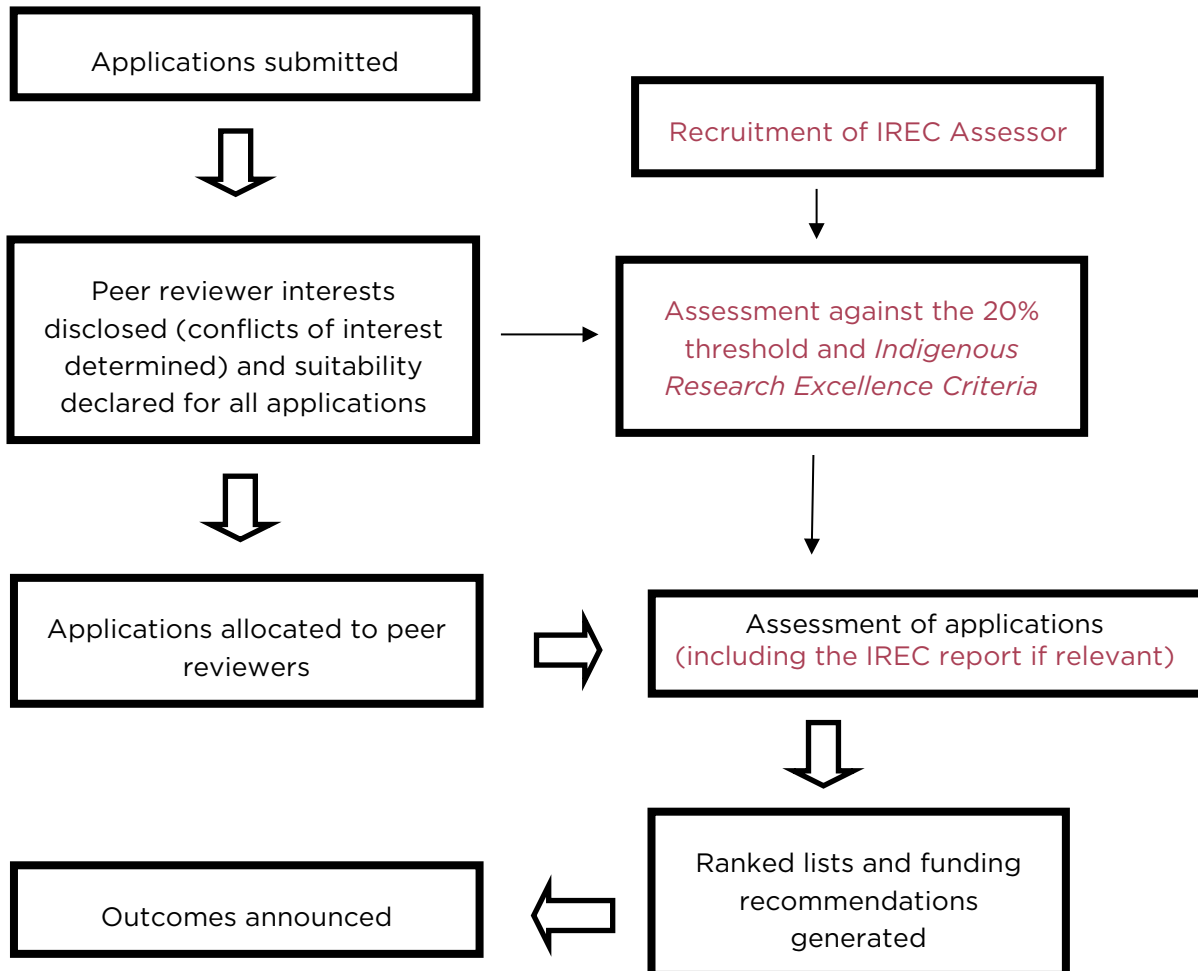 Applications submitted
Recruitment of IREC Assessor
Peer reviewer interests
disclosed (conflicts of interest
determined) and suitability
declared for all applications
Assessment against the 20%
threshold and Indigenous
Research Excellence Criteria
Applications allocated to peer
reviewers
Assessment of applications
(including the IREC report if relevant)
Ranked lists and funding
recommendations
generated
Outcomes announced